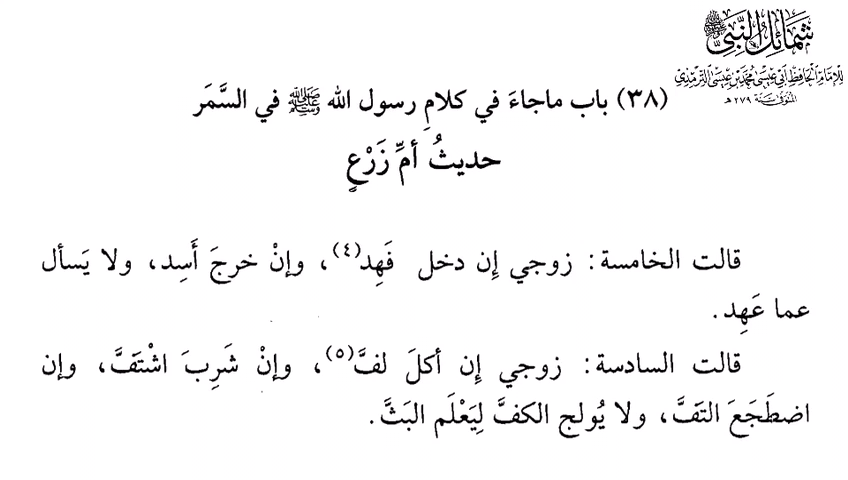 شمائل النبي ﷺ
للإمام الحافظ أبي عيسى محمد بن عيسى الترمذي
المتوفى سنة ٢٧٩ هـ
(٣٨) باب ماجاءَ في كلامِ رسول الله ﷺ في السَّمَر
حديثُ أمِّ زَرْعٍ
قالت الخامسة: زوجي إِن دخل فَهِد(٤)، وإنْ خرجَ أَسِد، ولا يَسأل
عما عَهِد.
قالت السادسة: زوجي إِن أكلَ لفَّ(٥)، وإنْ شَرِبَ اشْتَفَّ، وإن
اضطَجَعَ التَفَّ، ولا يُولج الكفَّ لِيَعْلَم البَثَّ.